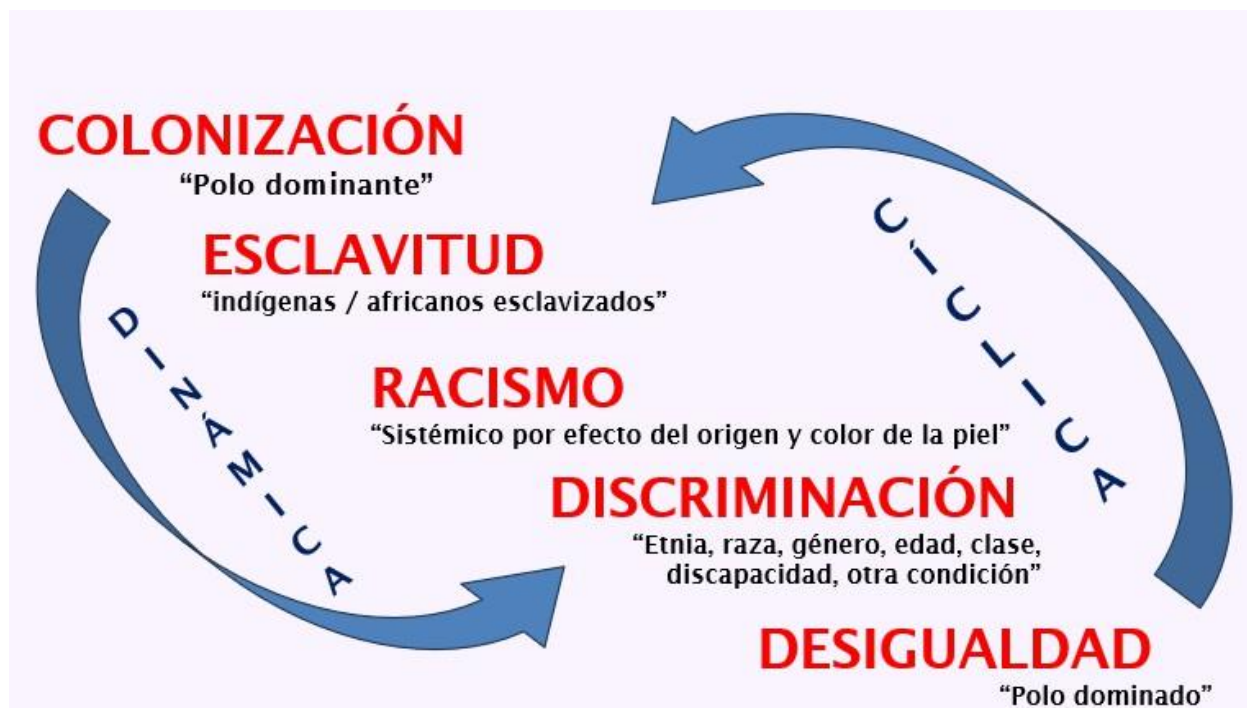 COLONIZACIÓN
“Polo dominante”
ESCLAVITUD
“indígenas / africanos esclavizados”
RACISMO
“Sistémico por efecto del origen y color de la piel”
DISCRIMINACIÓN
“Etnia, raza, género, edad, clase,
discapacidad, otra condición”
DESIGUALDAD
“Polo dominado”
DINÁMICA
CÍCLICA